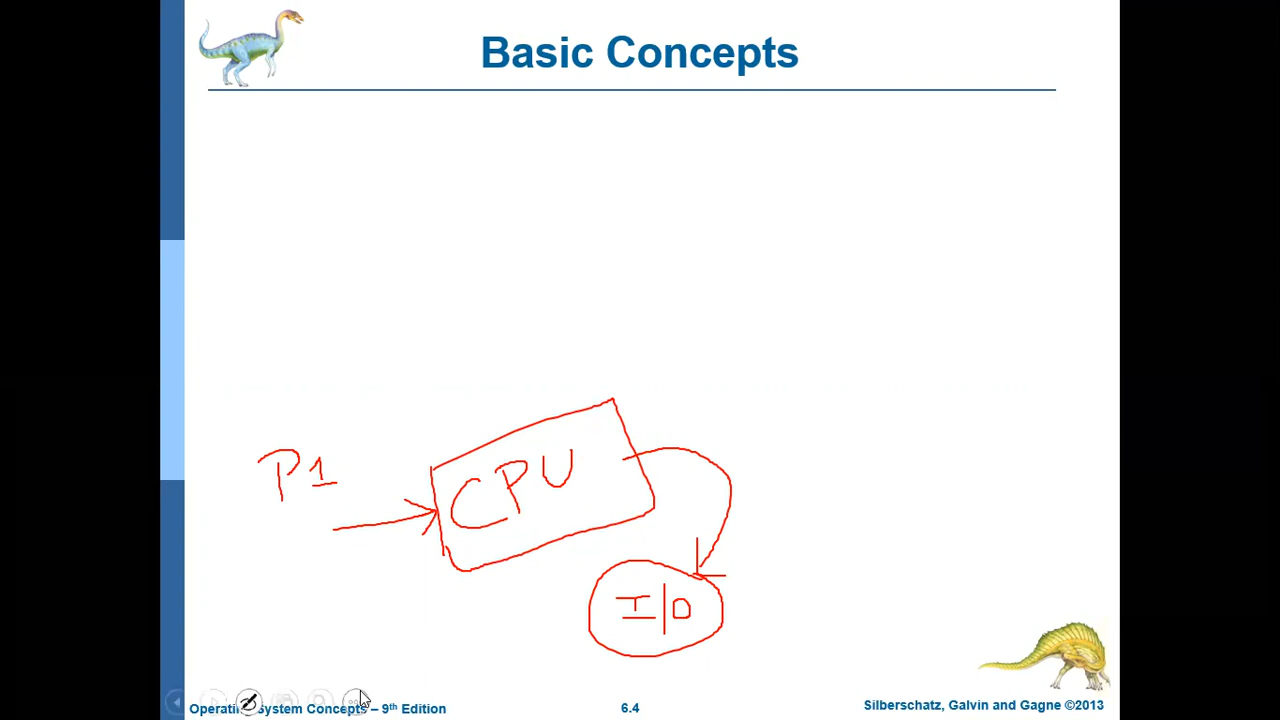 Basic Concepts
P1
CPU
I/O
Operating System Concepts – 9th Edition
6.4
Silberschatz, Galvin and Gagne ©2013